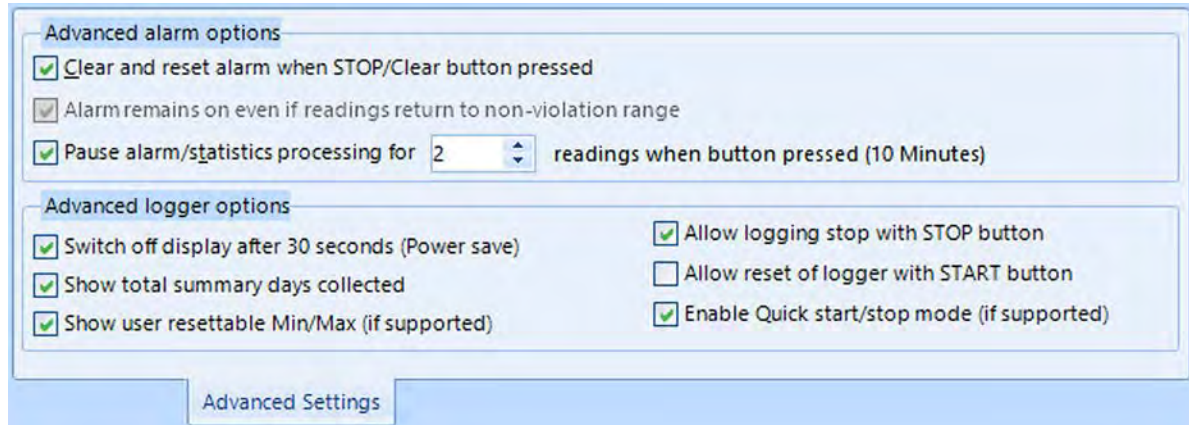 Advanced alarm options
Clear and reset alarm when STOP/Clear button pressed
Alarm remains on even if readings return to non-violation range
Pause alarm/statistics processing for 2 readings when button pressed (10 Minutes)
Advanced logger options
Switch off display after 30 seconds (Power save)
Show total summary days collected
Show user resettable Min/Max (if supported)
Allow logging stop with STOP button
Allow reset of logger with START button
Enable Quick start/stop mode (if supported)
Advanced Settings